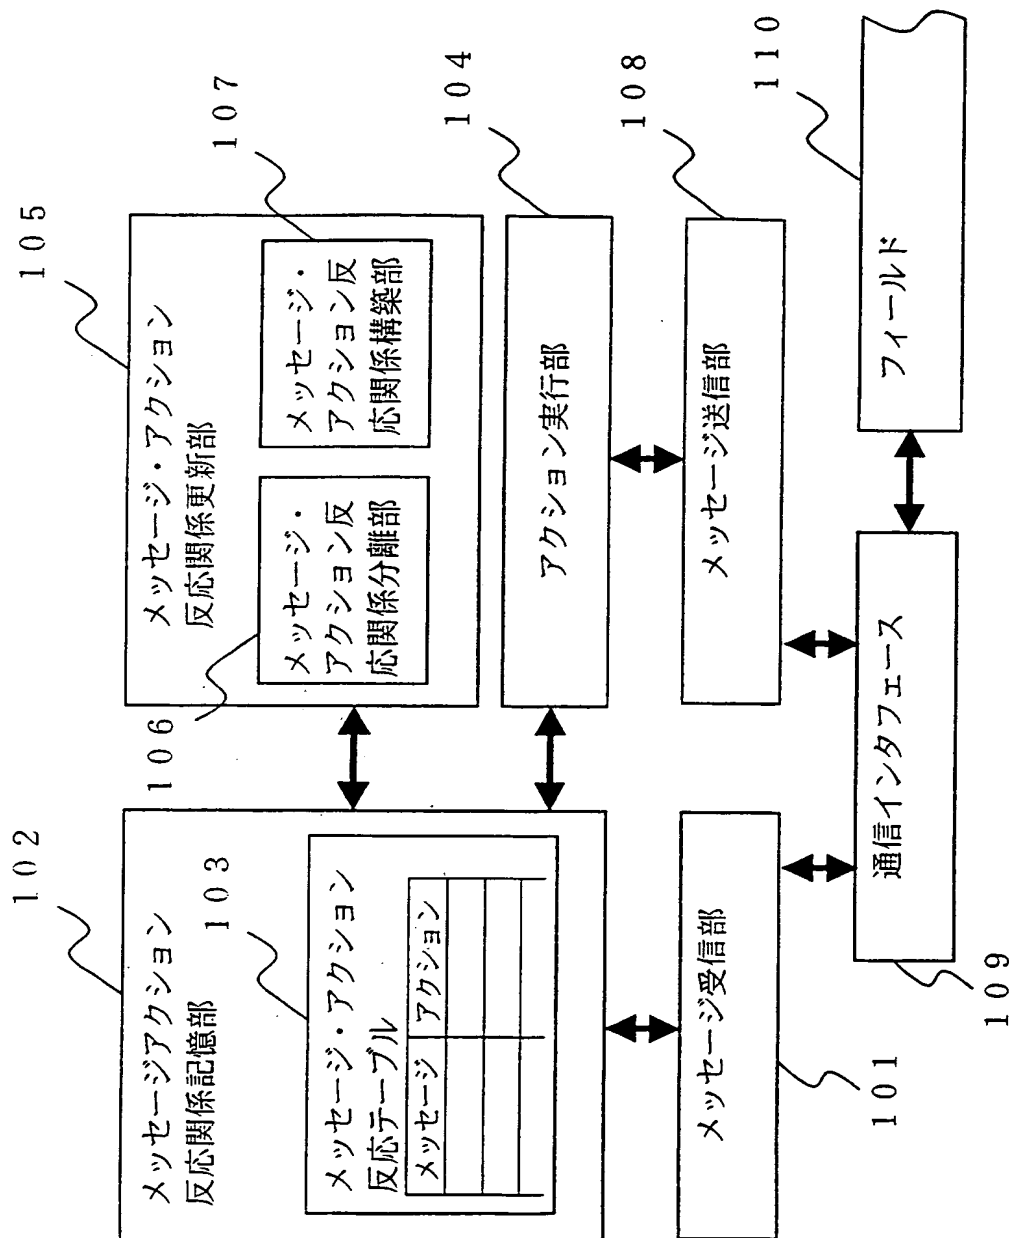 102
メッセージアクション
反応関係記憶部
103
メッセージ・アクション
反応テーブル
メッセージ アクション
105
メッセージ・アクション
反応関係更新部
106
メッセージ・
アクション反
応関係分離部
107
メッセージ・
アクション反
応関係構築部
104
アクション実行部
メッセージ受信部
101
メッセージ送信部
108
通信インタフェース
109
フィールド
110